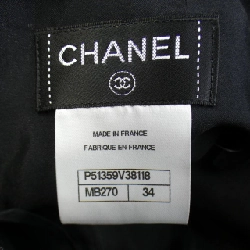 CHANEL
MADE IN FRANCE
FABRIQUE EN FRANCE
P51359V38118
MB270 34